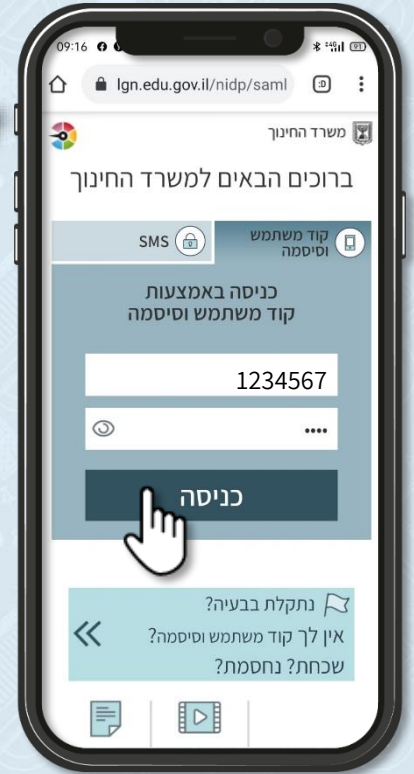 09:16
91
lgn.edu.gov.il/nidp/saml
:D
משרד החינוך
ברוכים הבאים למשרד החינוך
קוד משתמש
וסיסמה
SMS
כניסה באמצעות
קוד משתמש וסיסמה
1234567
••••
כניסה
נתקלת בבעיה?
אין לך קוד משתמש וסיסמה?
שכחת? נחסמת?